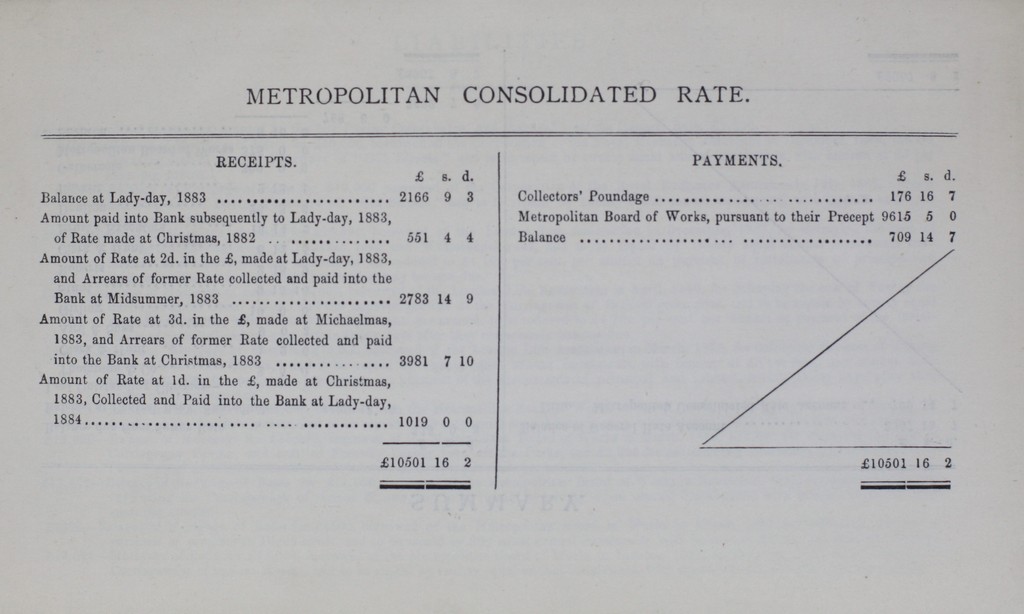 METROPOLITAN CONSOLIDATED RATE.
RECEIPTS.
£ s. d.
Balance at Lady-day, 1883 ........................ 2166 9 3
Amount paid into Bank subsequently to Lady-day, 1883,
of Rate made at Christmas, 1882 .............. 551 4 4
Amount of Rate at 2d. in the £, made at Lady-day, 1883,
and Arrears of former Rate collected and paid into the
Bank at Midsummer, 1883 ...................... 2783 14 9
Amount of Rate at 3d. in the £, made at Michaelmas,
1883, and Arrears of former Rate collected and paid
into the Bank at Christmas, 1883 ................ 3981 7 10
Amount of Rate at 1d. in the £, made at Christmas,
1883, Collected and Paid into the Bank at Lady-day,
1884.......................................... 1019 0 0
£10501 16 2
PAYMENTS.
£ s. d.
Collectors' Poundage .............................. 176 16 7
Metropolitan Board of Works, pursuant to their Precept 9615 5 0
Balance ........................................ 709 14 7
£10501 16 2
SUMMARY.